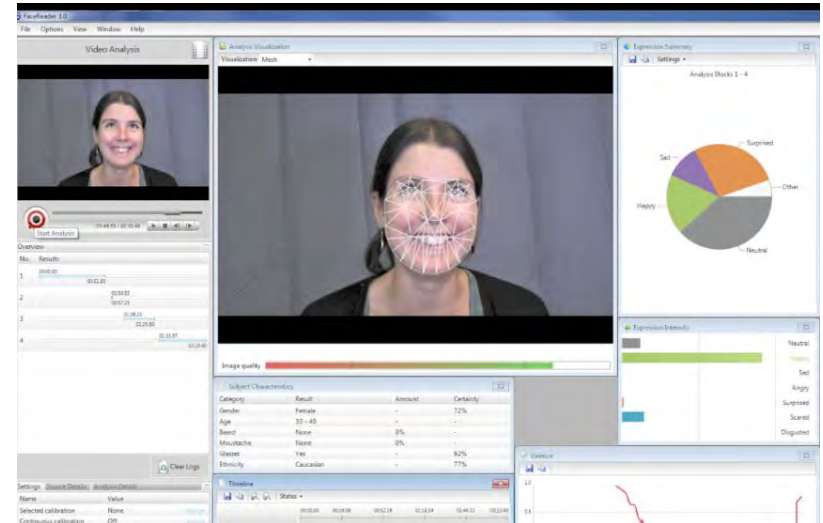 FaceReader 3.0
File Options View Window Help
Video Analysis
Start Analysis
Overview
No. Results
1
2
3
4
Clear Logs
Settings Source Details Analysis Details
Name Value
Selected calibration None
Continuous calibration Off
Analysis Visualization
Visualization Mesh
Image quality
Subject Characteristics
Category Result Amount Certainty
Gender Female - 72%
Age 30 - 40 - -
Beard None 0% -
Moustache None 0% -
Glasses Yes - 92%
Ethnicity Caucasian - 77%
Timeline
States
Expression Summary
Settings
Analysis Blocks 1 - 4
Surprised
Sad
Other
Happy
Neutral
Expression Intensity
Neutral
Happy
Sad
Angry
Surprised
Scared
Disgusted
Valence
1.0